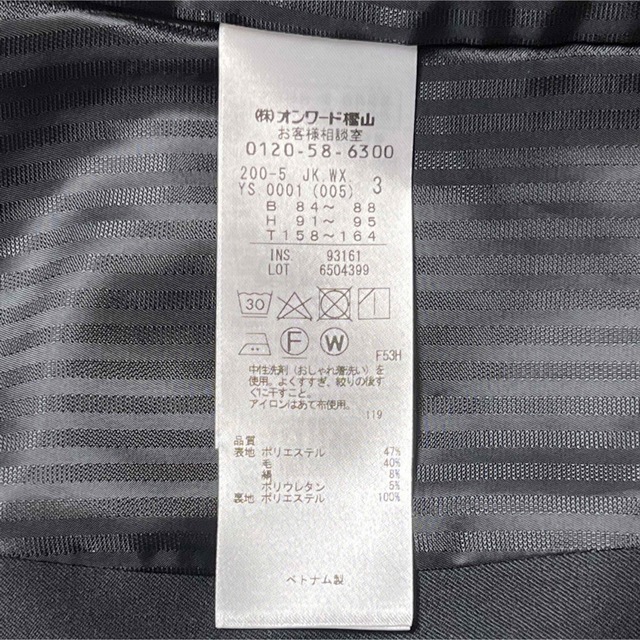 (株)オンワード樫山
お客様相談室
0120-58-6300
200-5 JK WX
YS 0001 (005) 3
B 84〜 88
H 91〜 95
T158〜164
INS. 93161
LOT 6504399
30
F W
F53H
中性洗剤(おしゃれ着洗い)を
使用。よくすすぎ、絞りの後す
ぐに干すこと。
アイロンはあて布使用。
119
品質
表地 ポリエステル 47%
毛 40%
絹 8%
ポリウレタン 5%
裏地 ポリエステル 100%
ベトナム製